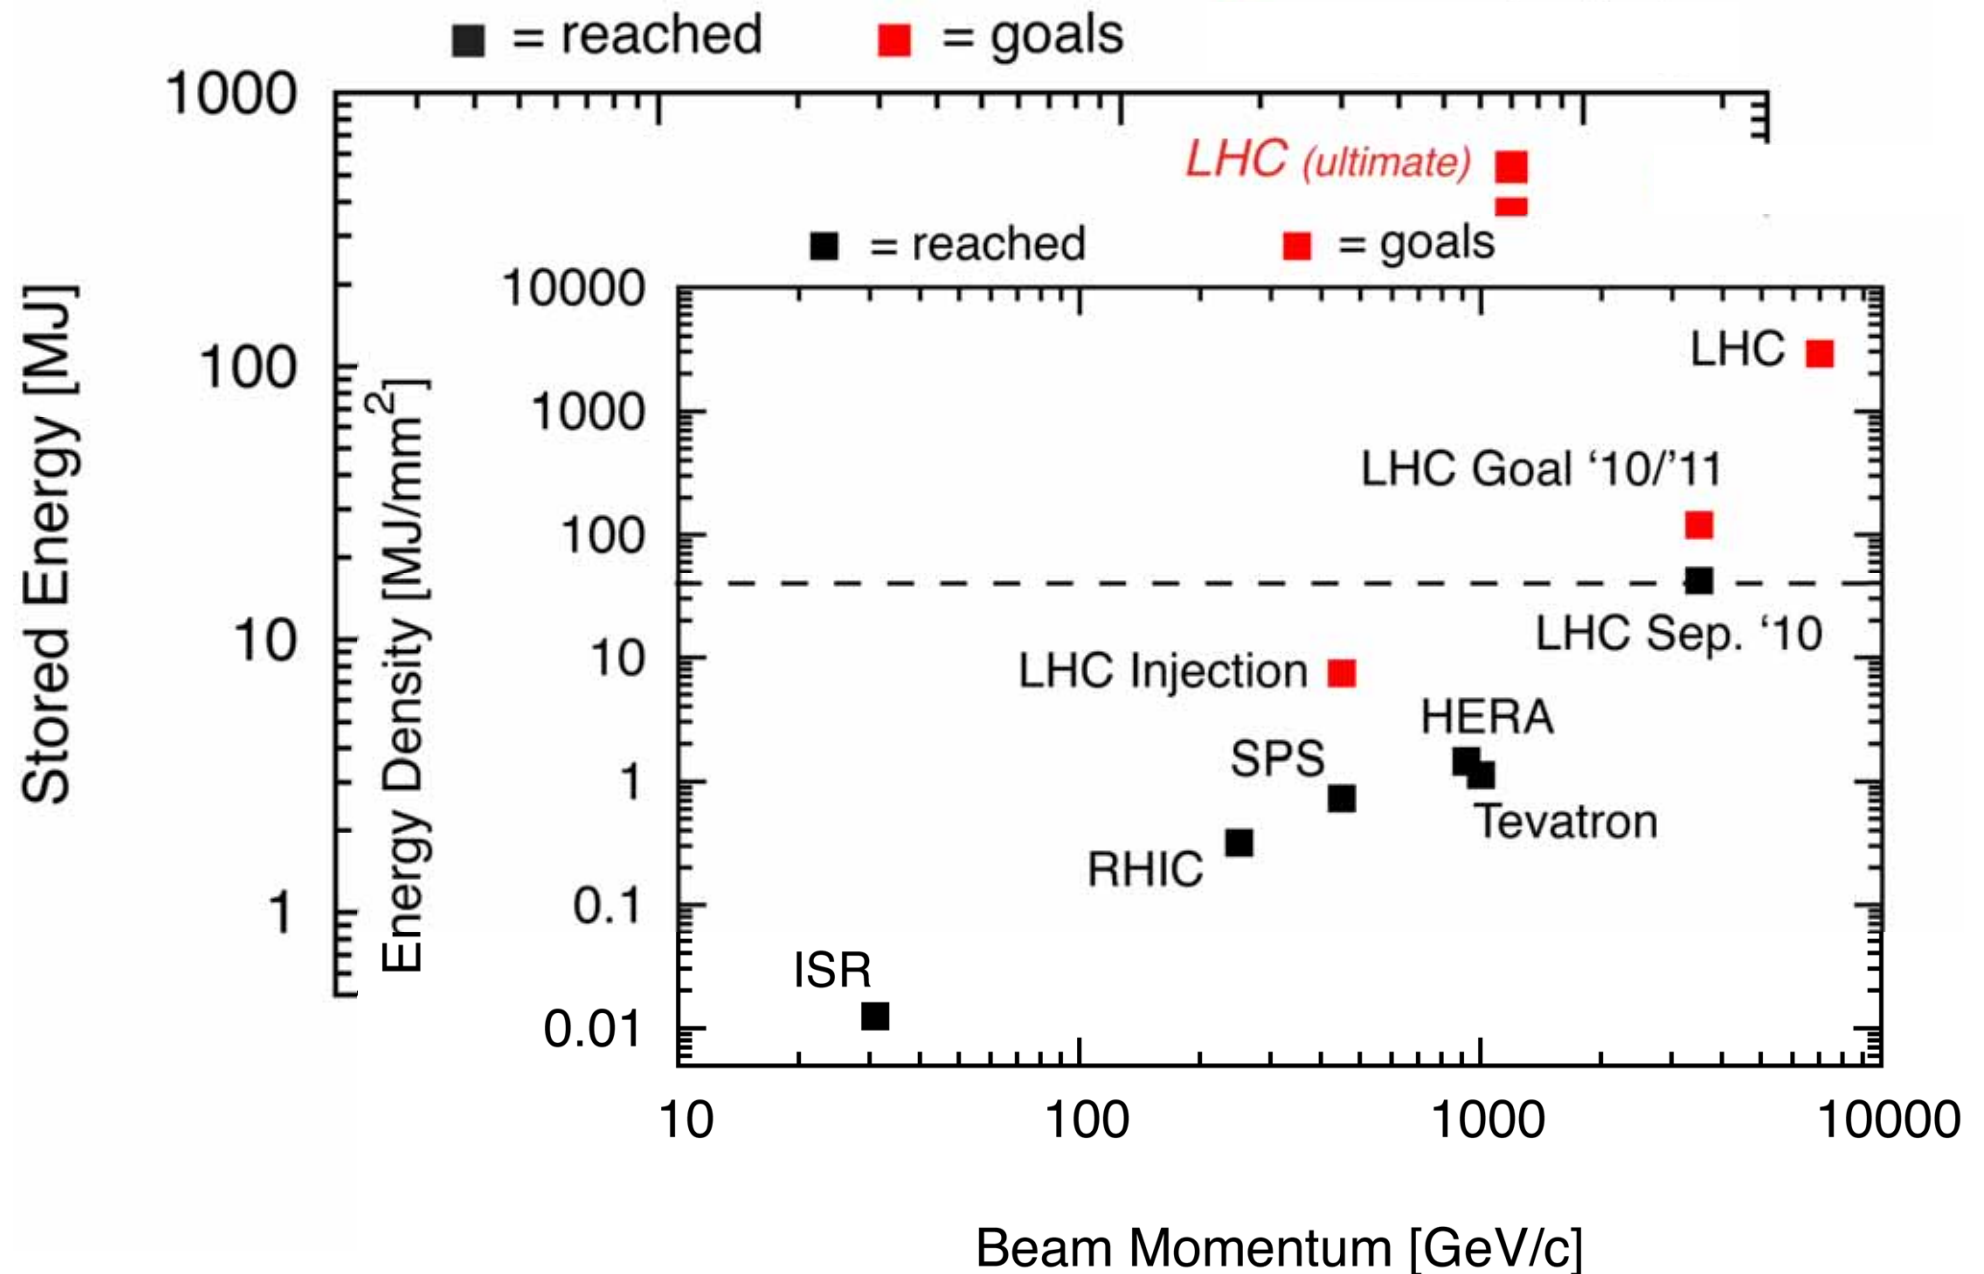 = reached = goals
1000
LHC (ultimate)
= reached = goals
10000
LHC
100
1000
LHC Goal ‘10/’11
100
Stored Energy [MJ]
Energy Density [MJ/mm2]
10
10
LHC Sep. ‘10
LHC Injection
HERA
SPS
1
Tevatron
RHIC
1
0.1
ISR
0.01
10 100 1000 10000
Beam Momentum [GeV/c]